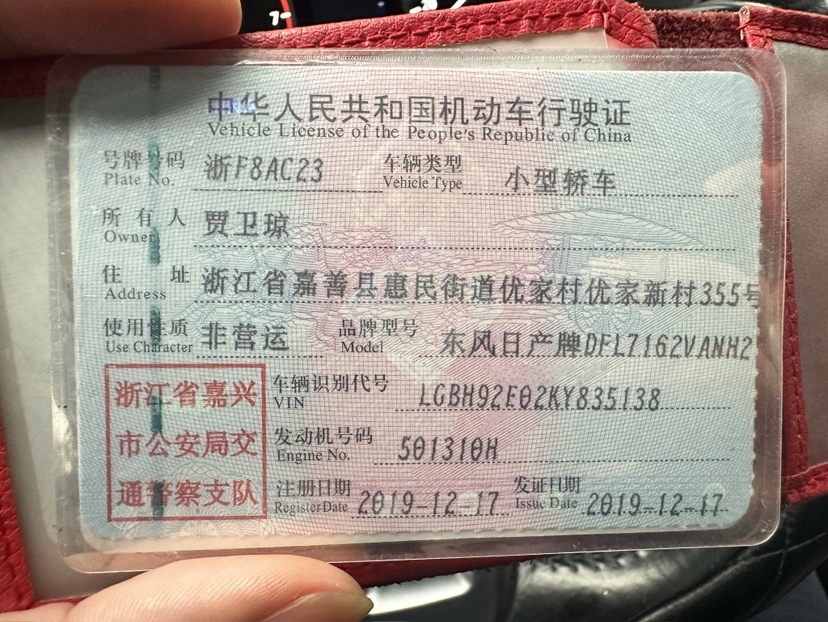 中华人民共和国机动车行驶证
Vehicle License of the People's Republic of China
号牌号码 浙F8AC23 车辆类型 小型轿车
Plate No. Vehicle Type
所有人 贾卫琼
Owner
住址 浙江省嘉善县惠民街道优家村优家新村355号
Address
使用性质 非营运 品牌型号 东风日产牌DFL7162VANH2
Use Character Model
浙江省嘉兴
市公安局交
通警察支队
车辆识别代号 LGBH92E02KY835138
VIN
发动机号码 501310H
Engine No.
注册日期 2019-12-17 发证日期 2019-12-17
Register Date Issue Date
7